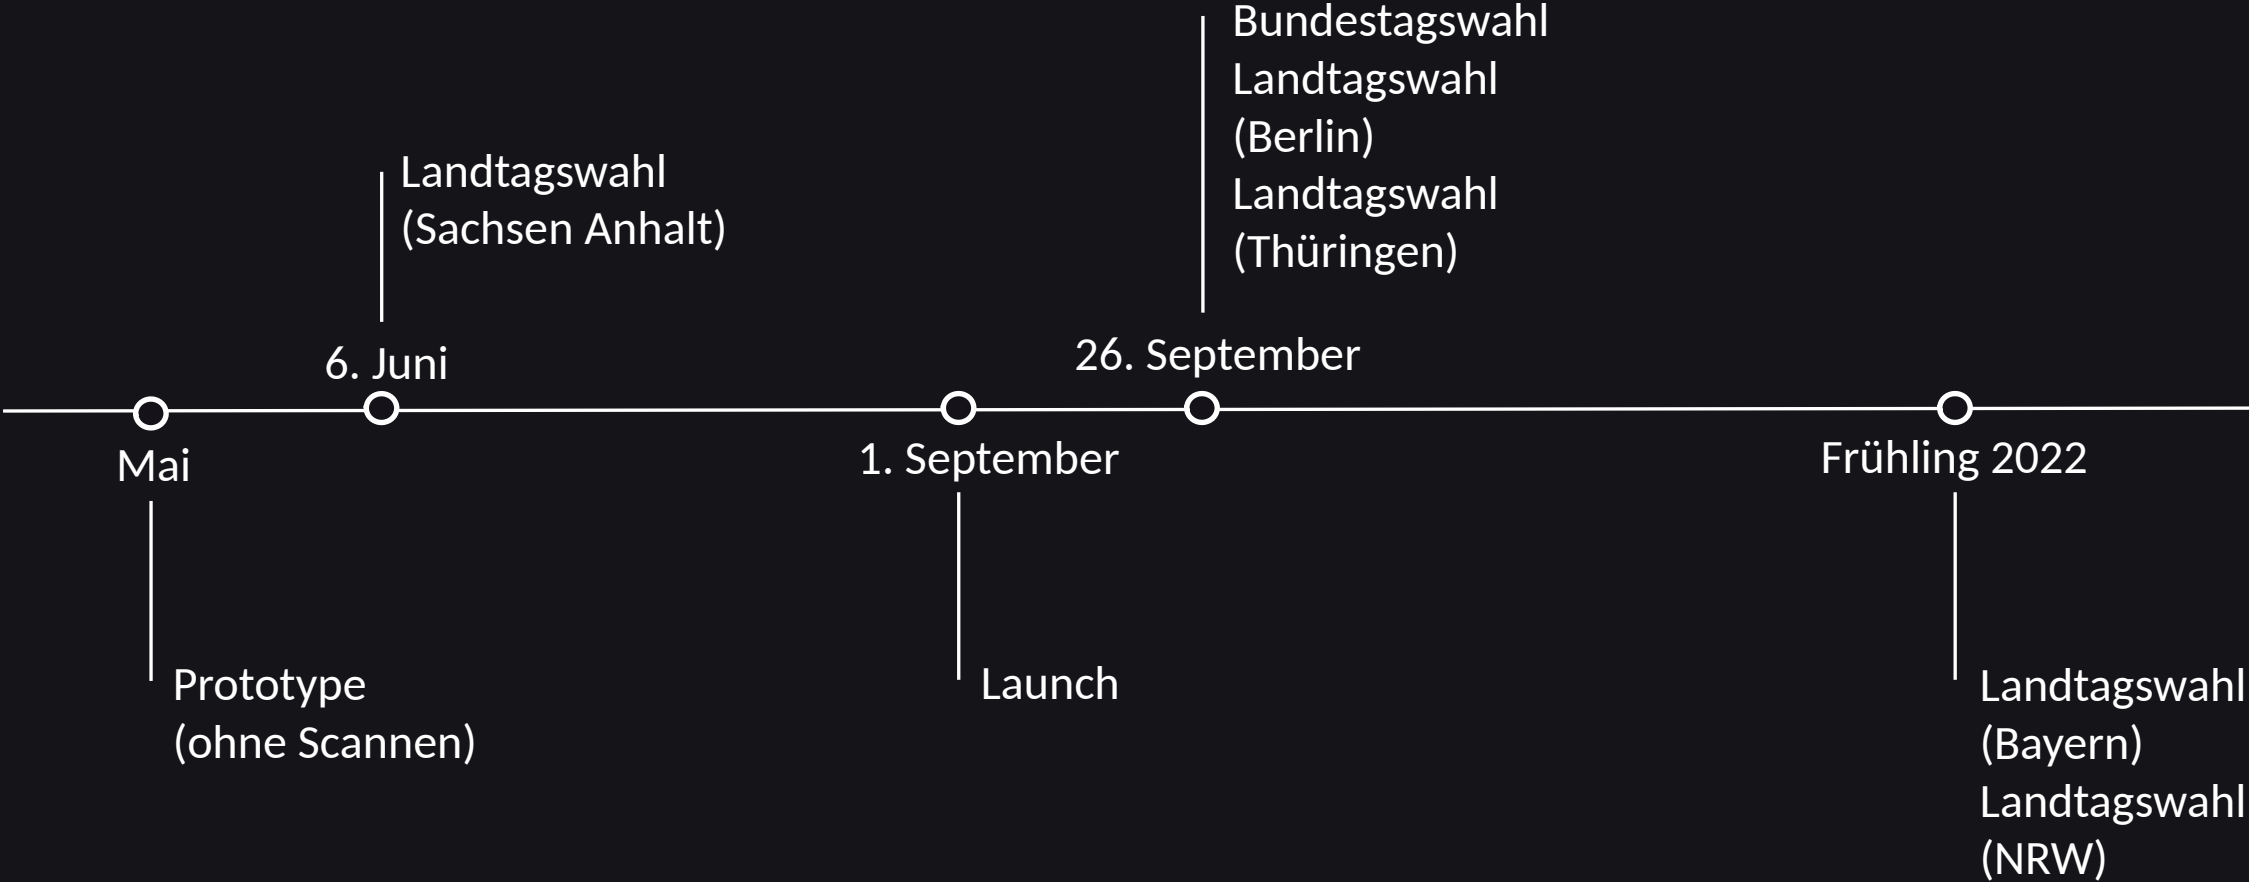 Bundestagswahl
Landtagswahl
(Berlin)
Landtagswahl
(Thüringen)
Landtagswahl
(Sachsen Anhalt)
6. Juni
26. September
Mai
1. September
Frühling 2022
Prototype
(ohne Scannen)
Launch
Landtagswahl
(Bayern)
Landtagswahl
(NRW)